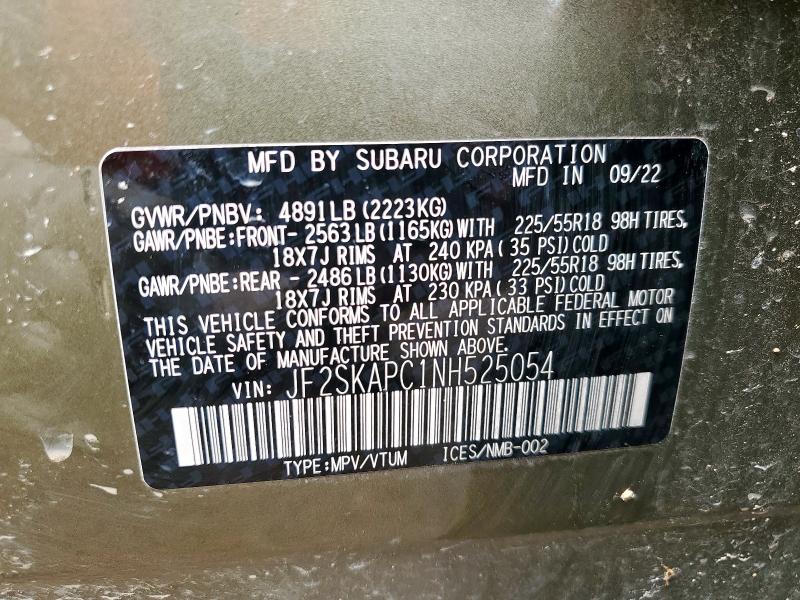 MFD BY SUBARU CORPORATION
MFD IN 09/22
GVWR/PNBV: 4891LB(2223KG)
GAWR/PNBE:FRONT- 2563LB(1165KG)WITH 225/55R18 98H TIRES,
18X7J RIMS AT 240 KPA(35 PSI)COLD
GAWR/PNBE:REAR - 2486LB(1130KG)WITH 225/55R18 98H TIRES,
18X7J RIMS AT 230 KPA(33 PSI)COLD
THIS VEHICLE CONFORMS TO ALL APPLICABLE FEDERAL MOTOR
VEHICLE SAFETY AND THEFT PREVENTION STANDARDS IN EFFECT ON
THE DATE OF MANUFACTURE SHOWN ABOVE.
VIN: JF2SKAPC1NH525054
TYPE:MPV/VTUM ICES/NMB-002